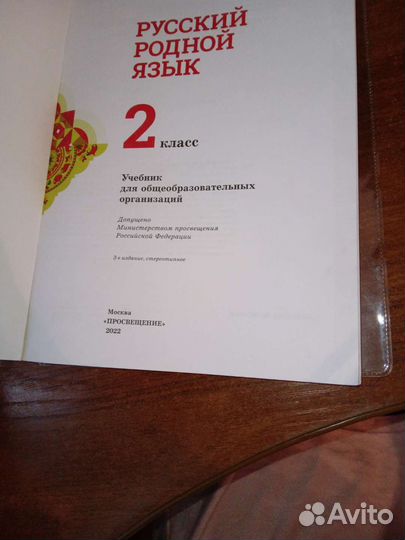 РУССКИЙ
РОДНОЙ
ЯЗЫК
2 класс
Учебник
для общеобразовательных
организаций
Допущено
Министерством просвещения
Российской Федерации
3-е издание, стереотипное
Москва
«ПРОСВЕЩЕНИЕ»
2022
Avito